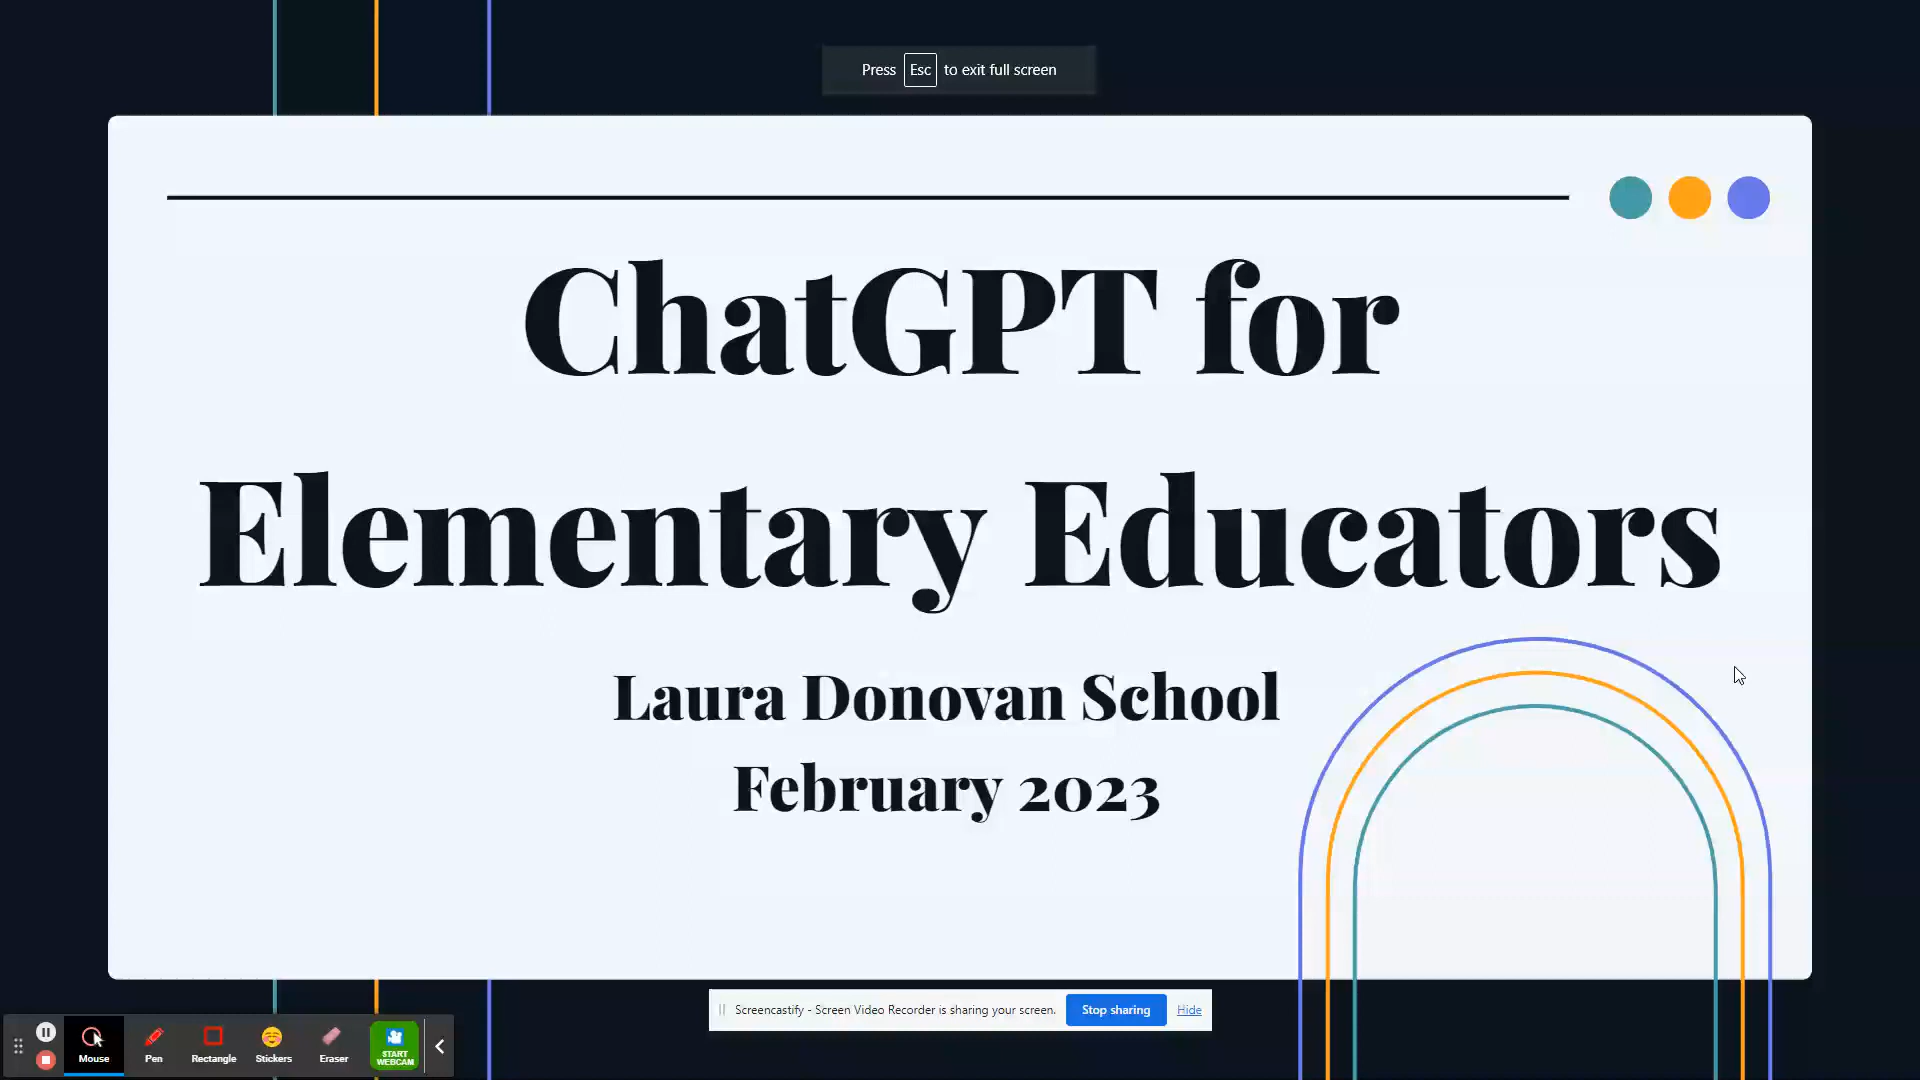 Press Esc to exit full screen
ChatGPT for
Elementary Educators
Laura Donovan School
February 2023
Screencastify - Screen Video Recorder is sharing your screen. Stop sharing Hide
Mouse Pen Rectangle Stickers Eraser START WEBCAM